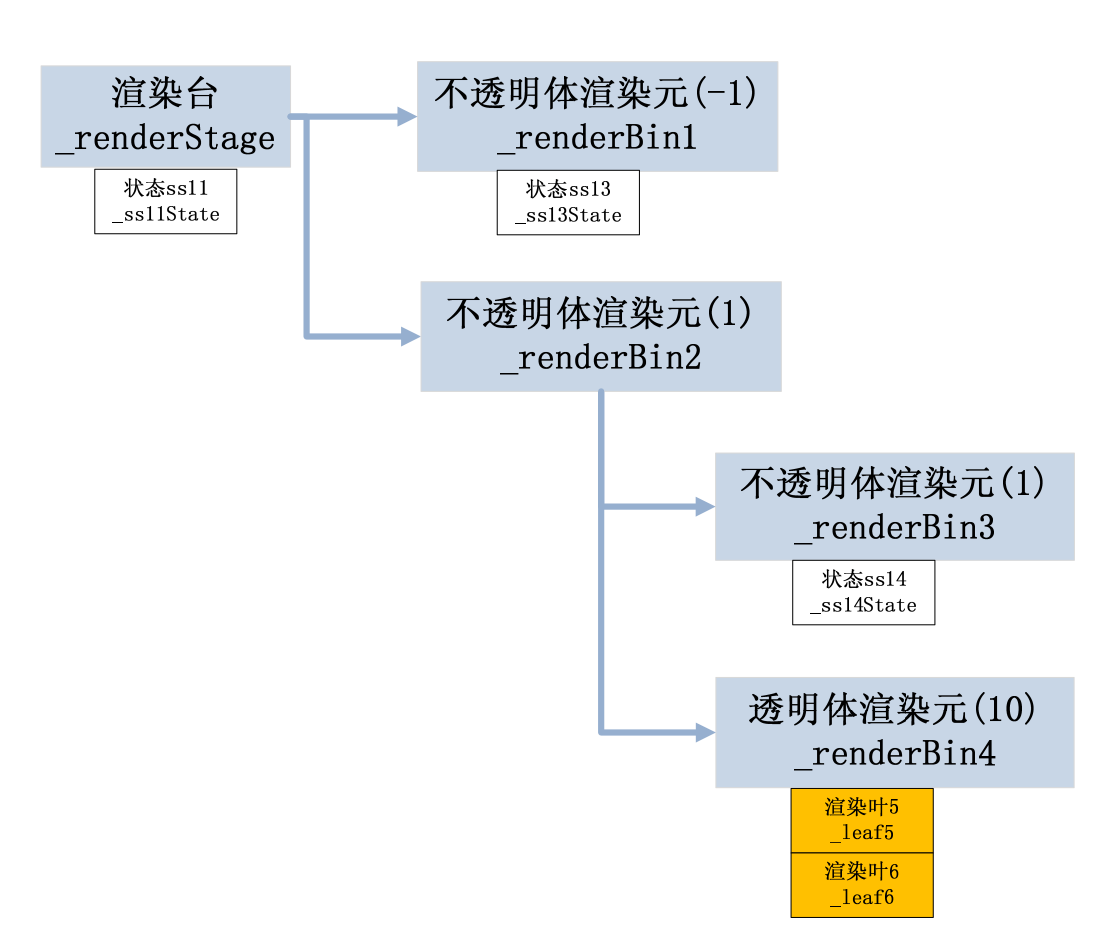 渲染台
_renderStage
状态ss11
_ss11State
不透明体渲染元(-1)
_renderBin1
状态ss13
_ss13State
不透明体渲染元(1)
_renderBin2
不透明体渲染元(1)
_renderBin3
状态ss14
_ss14State
透明体渲染元(10)
_renderBin4
渲染叶5
_leaf5
渲染叶6
_leaf6